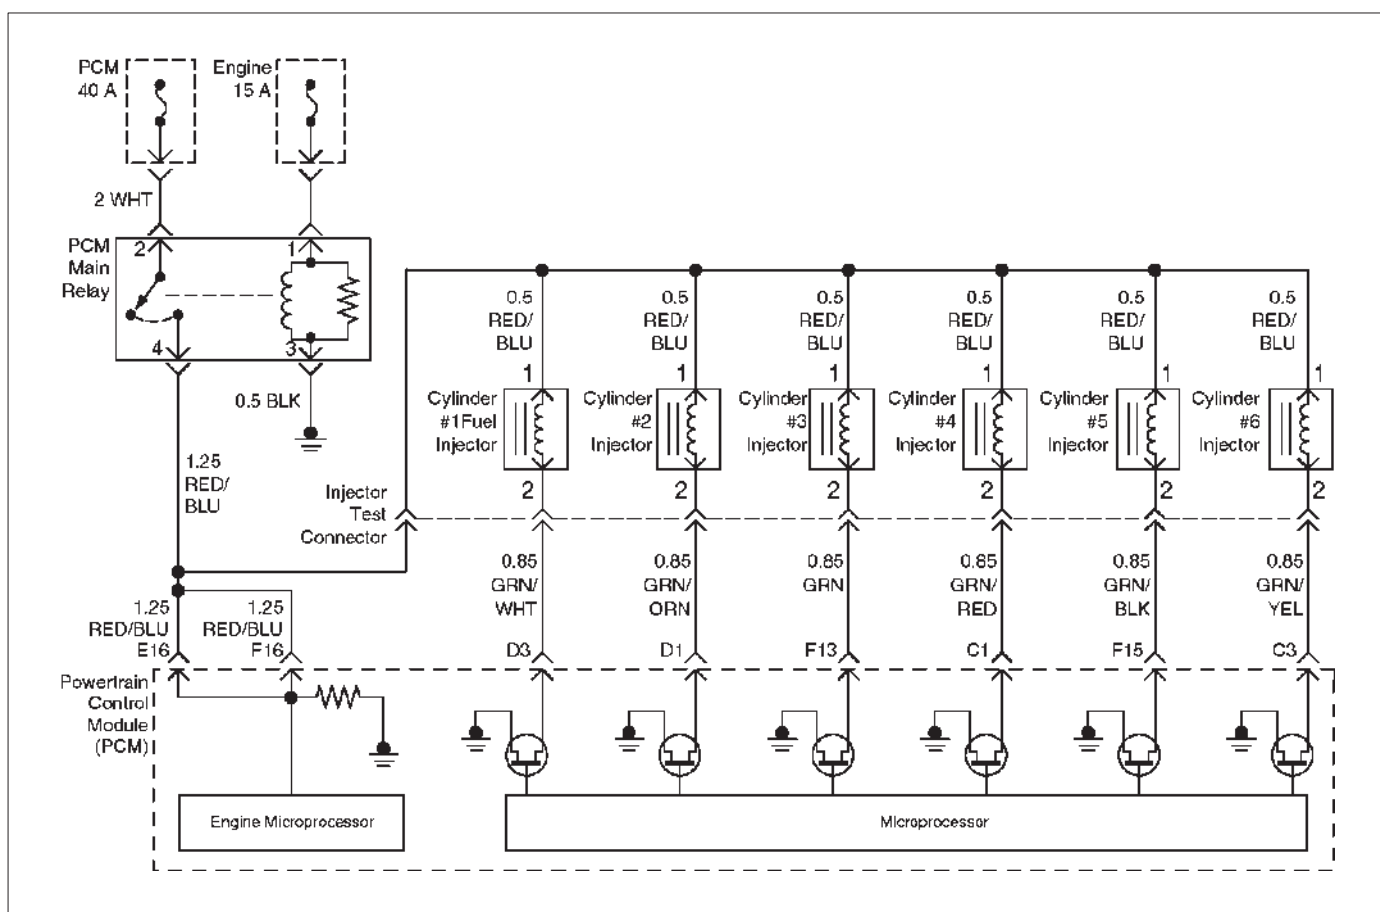 PCM
40 A
Engine
15 A
2 WHT
PCM
Main
Relay
2
1
4
3
0.5 BLK
1.25
RED/
BLU
0.5
RED/
BLU
0.5
RED/
BLU
0.5
RED/
BLU
0.5
RED/
BLU
0.5
RED/
BLU
0.5
RED/
BLU
1
1
1
1
1
1
Cylinder
#1Fuel
Injector
Cylinder
#2
Injector
Cylinder
#3
Injector
Cylinder
#4
Injector
Cylinder
#5
Injector
Cylinder
#6
Injector
2
2
2
2
2
2
Injector
Test
Connector
0.85
GRN/
WHT
0.85
GRN/
ORN
0.85
GRN
0.85
GRN/
RED
0.85
GRN/
BLK
0.85
GRN/
YEL
1.25
RED/BLU
E16
1.25
RED/BLU
F16
D3
D1
F13
C1
F15
C3
Powertrain
Control
Module
(PCM)
Engine Microprocessor
Microprocessor